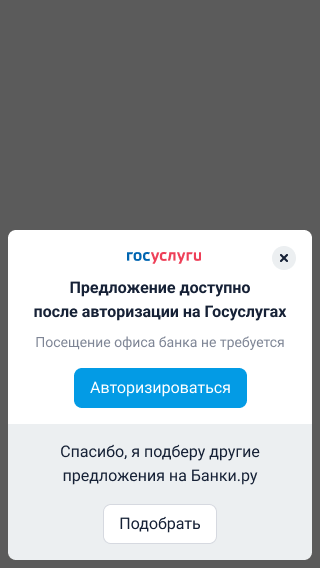 госуслуги
Предложение доступно
после авторизации на Госуслугах
Посещение офиса банка не требуется
Авторизироваться
Спасибо, я подберу другие
предложения на Банки.ру
Подобрать